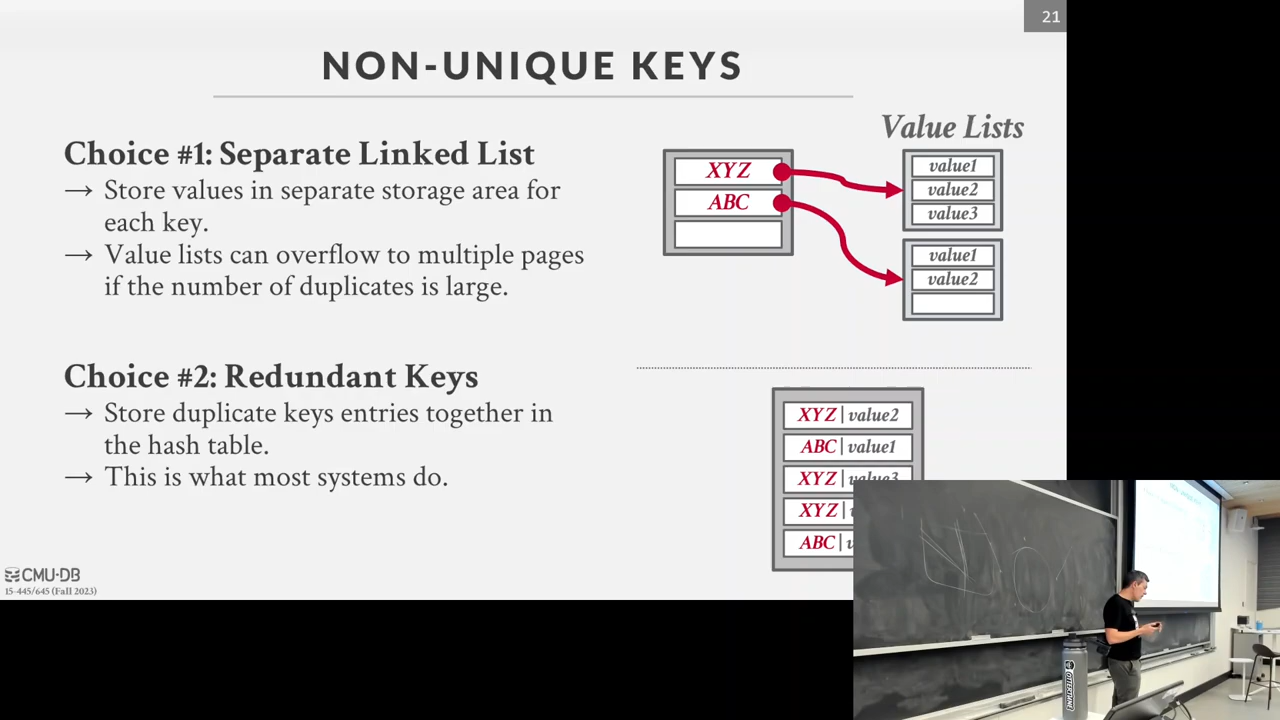 21
NON-UNIQUE KEYS
Choice #1: Separate Linked List
→ Store values in separate storage area for
each key.
→ Value lists can overflow to multiple pages
if the number of duplicates is large.
Value Lists
XYZ
ABC
value1
value2
value3
value1
value2
Choice #2: Redundant Keys
→ Store duplicate keys entries together in
the hash table.
→ This is what most systems do.
XYZ | value2
ABC | value1
XYZ | value3
XYZ |
ABC |
CMU·DB
15-445/645 (Fall 2023)
OTTERTUNE